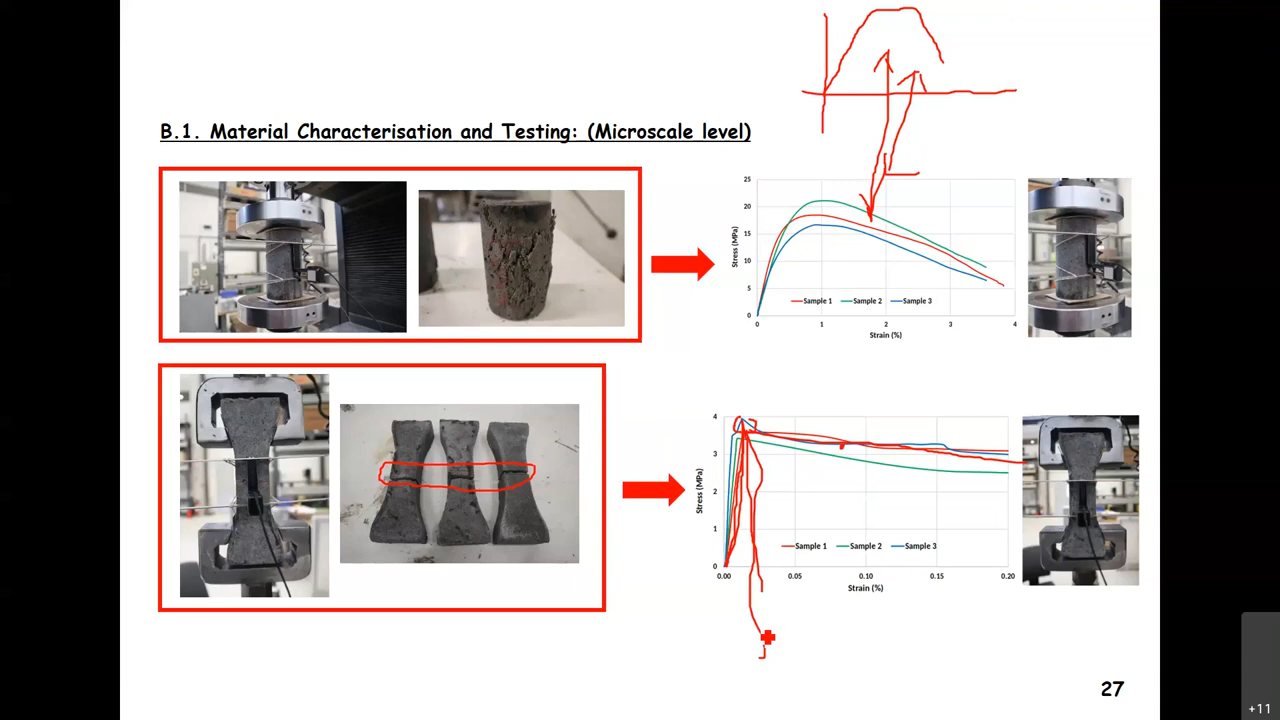 B.1. Material Characterisation and Testing: (Microscale level)
25
20
15
10
5
0
Stress (MPa)
Sample 1 Sample 2 Sample 3
0 1 2 3 4
Strain (%)
4
3
2
1
0
Stress (MPa)
Sample 1 Sample 2 Sample 3
0.00 0.05 0.10 0.15 0.20
Strain (%)
27
+11